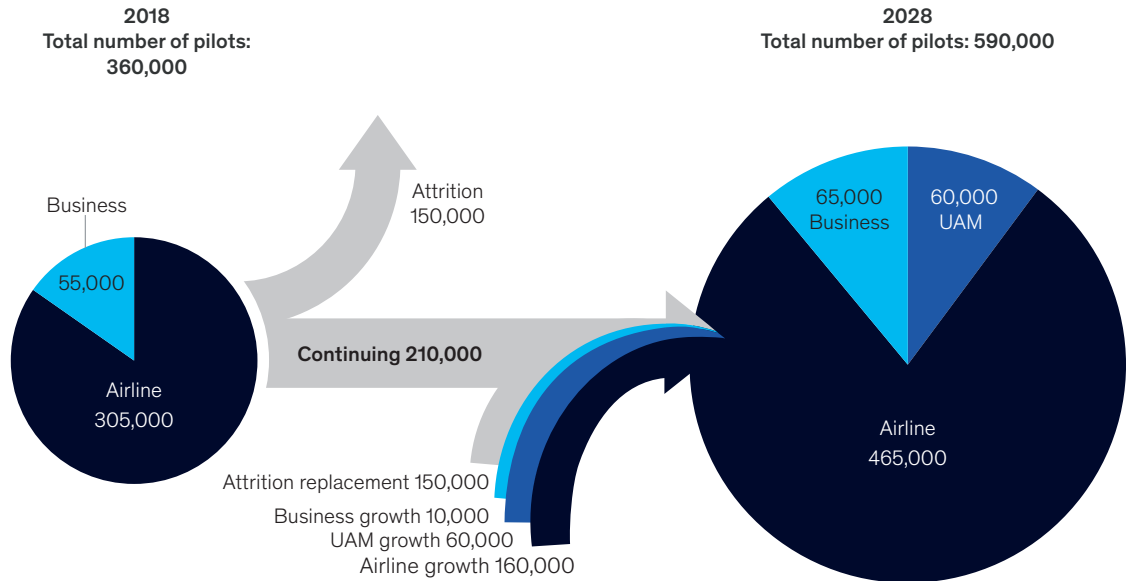 2018
Total number of pilots:
360,000
2028
Total number of pilots: 590,000
Attrition
150,000
Business
55,000
Airline
305,000
Continuing 210,000
65,000
Business
60,000
UAM
Airline
465,000
Attrition replacement 150,000
Business growth 10,000
UAM growth 60,000
Airline growth 160,000